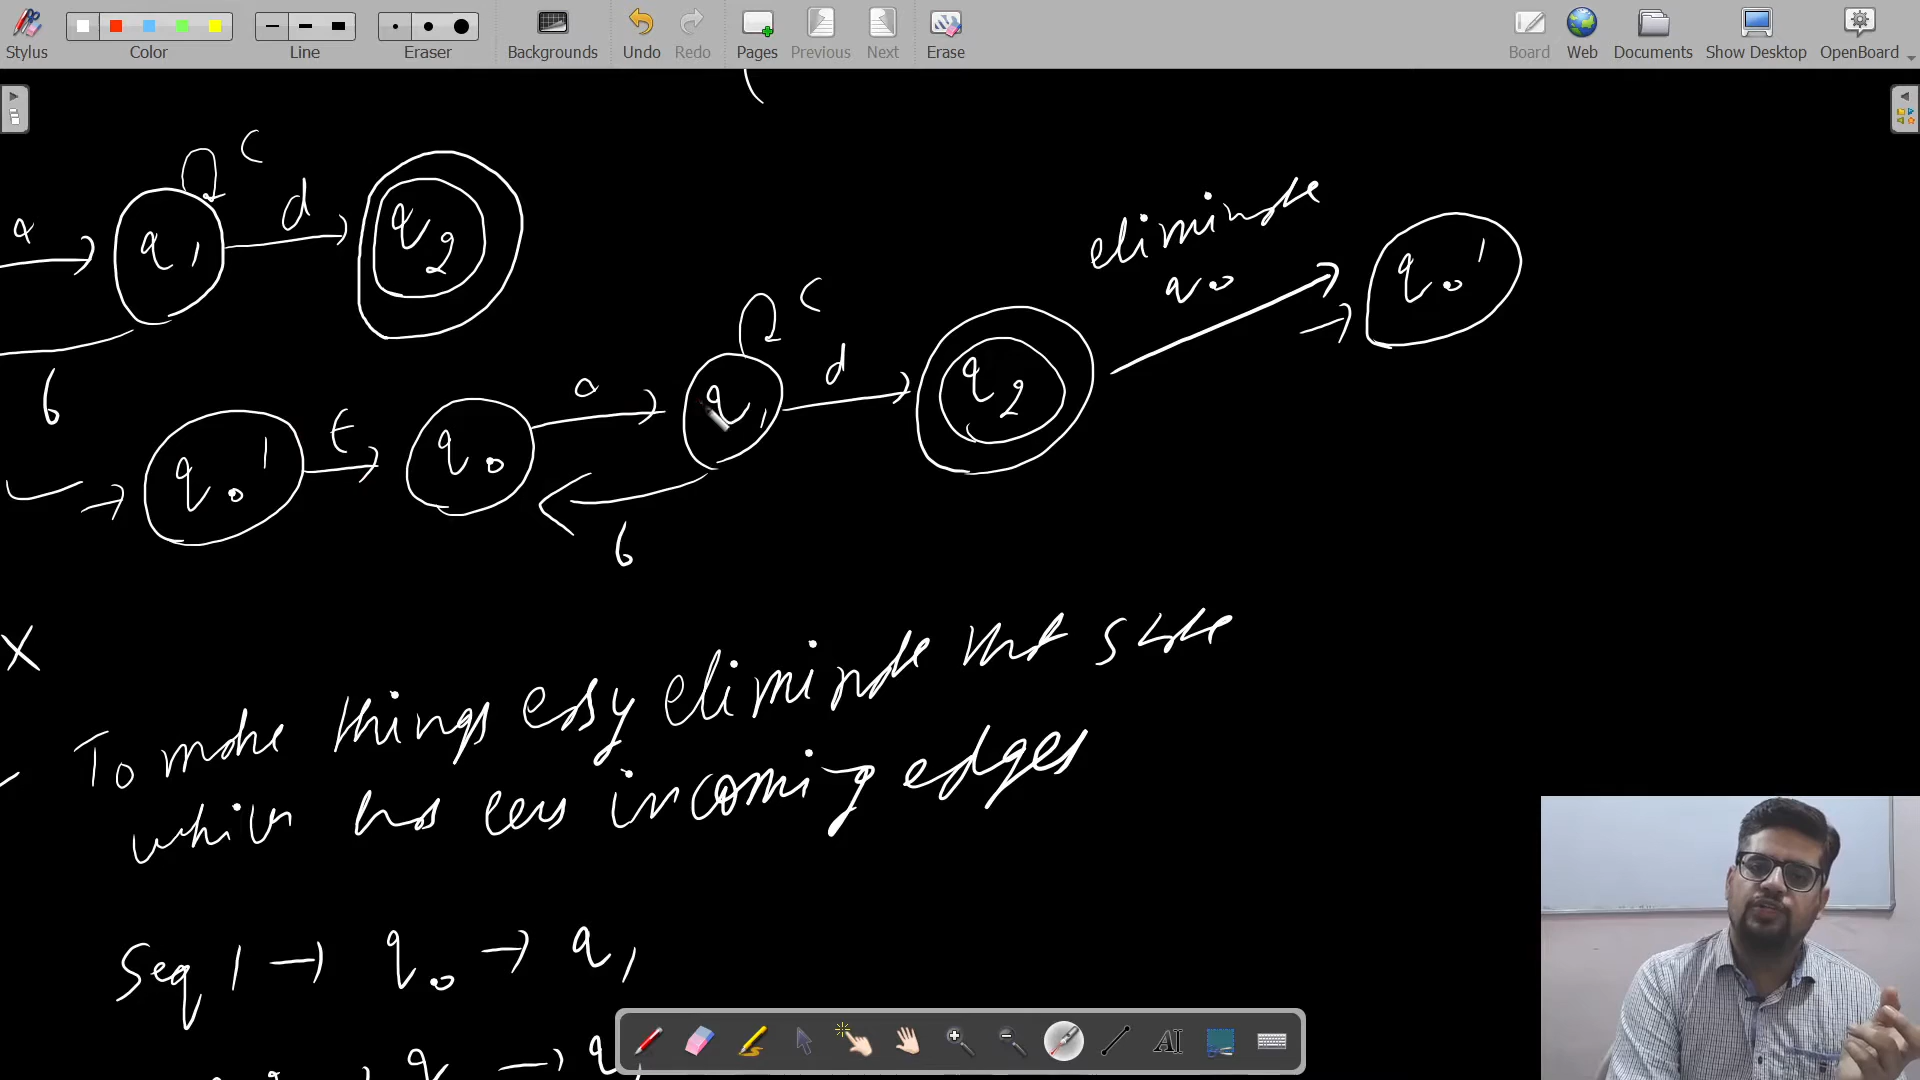 Stylus Color Line Eraser Backgrounds Undo Redo Pages Previous Next Erase Board Web Documents Show Desktop OpenBoard
c
a q1 d q2
b
eliminate
q0
q0'
c
q0' ε q0 a q1 d q2
b
X
To make things easy eliminate that state
which has less incoming edges
Seq 1 → q0 → q1